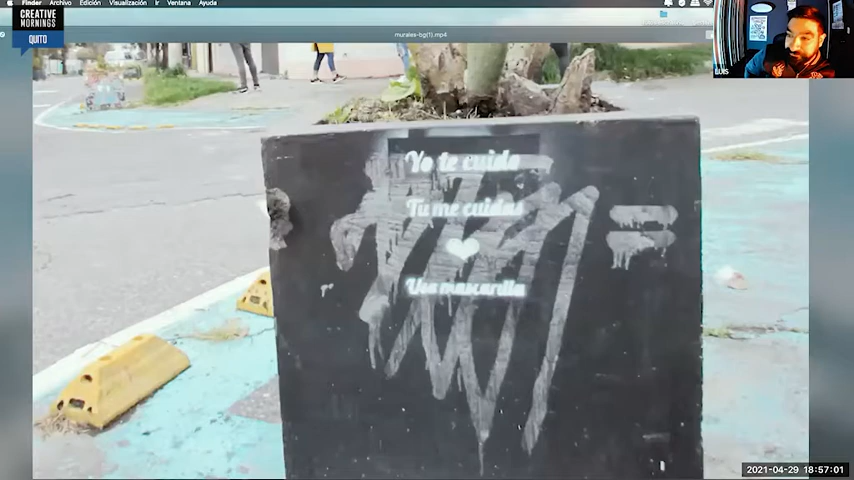 Finder Archivo Edición Visualización Ir Ventana Ayuda
CREATIVE
MORNINGS
QUITO
murales-bg(1).mp4
LUIS
Yo te cuido
Tu me cuidas
Usa mascarilla
2021-04-29 18:57:01